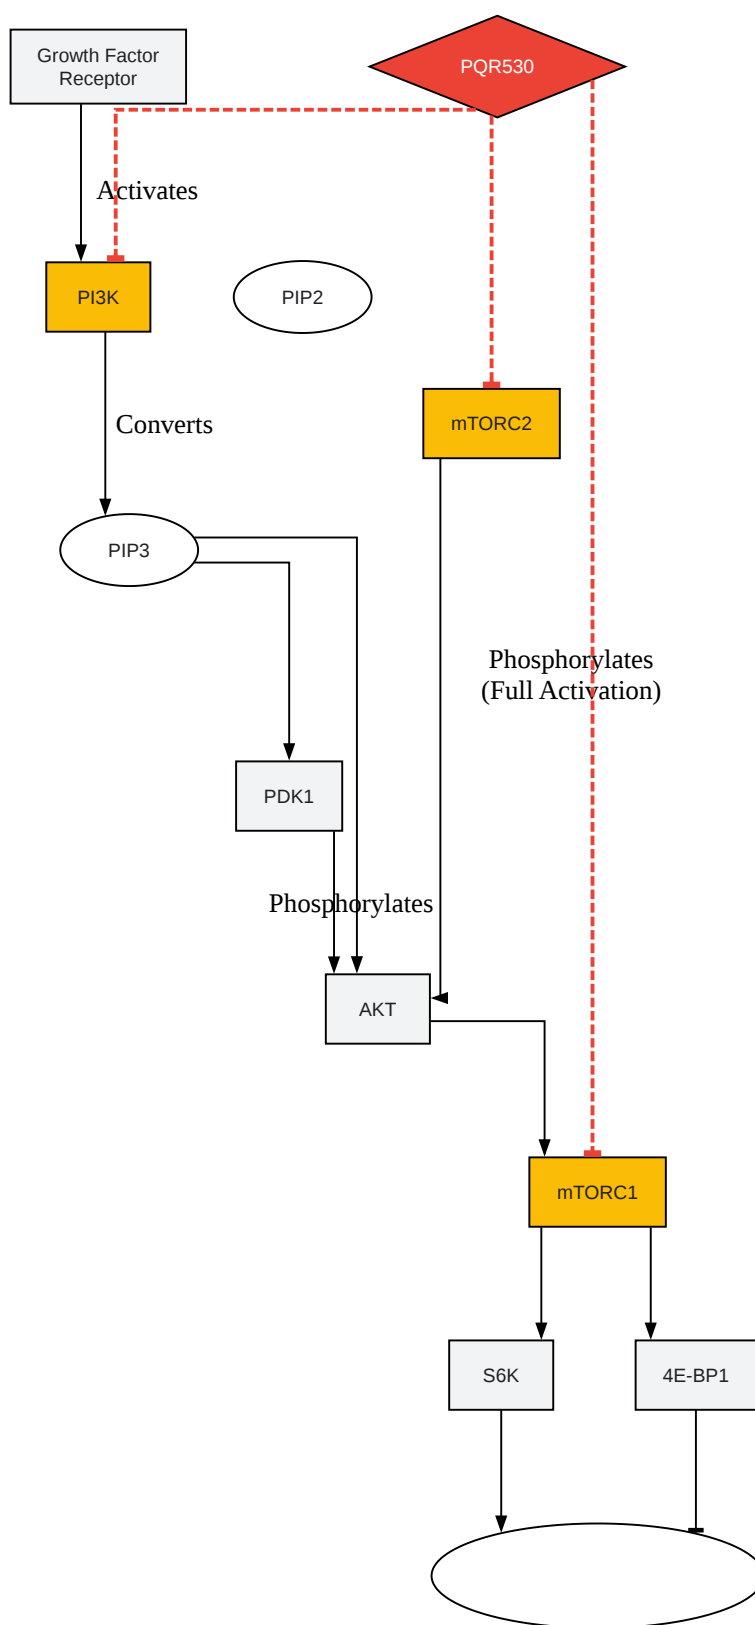 Growth Factor
Receptor
PQR530
Activates
PI3K
PIP2
Converts
mTORC2
PIP3
Phosphorylates
(Full Activation)
PDK1
Phosphorylates
AKT
mTORC1
S6K
4E-BP1